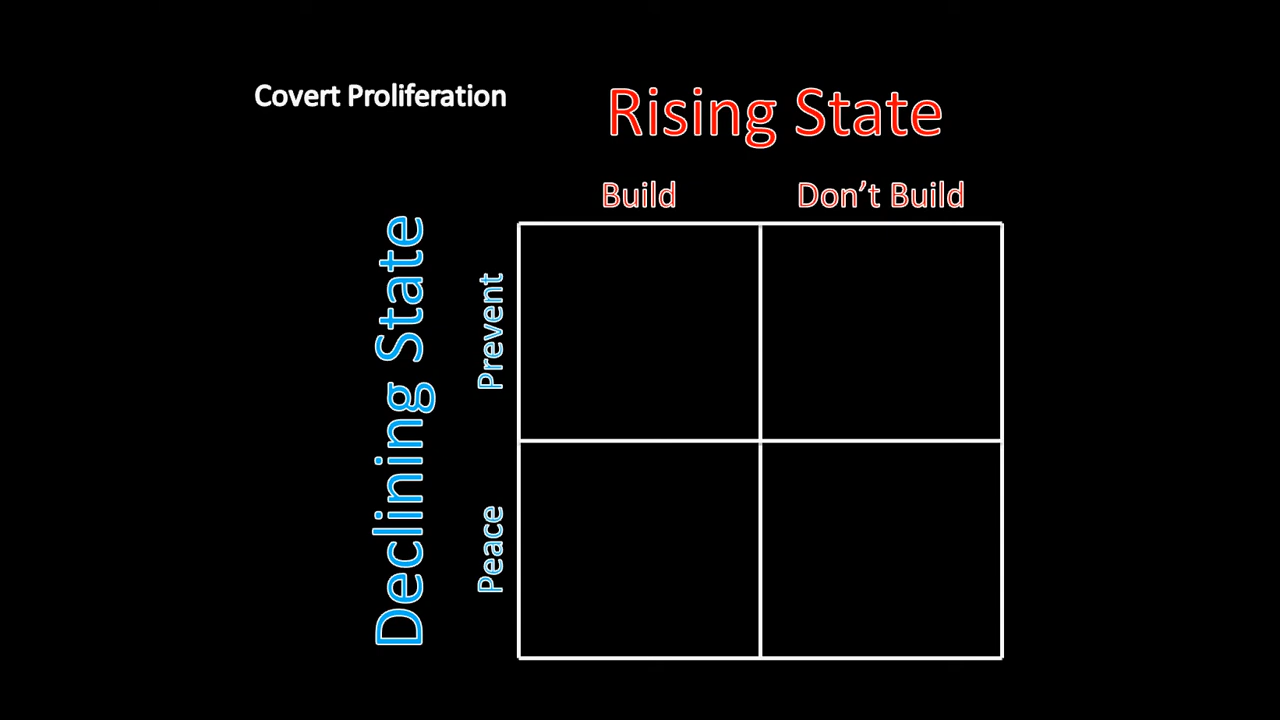 Covert Proliferation
Rising State
Build
Don’t Build
Declining State
Prevent
Peace